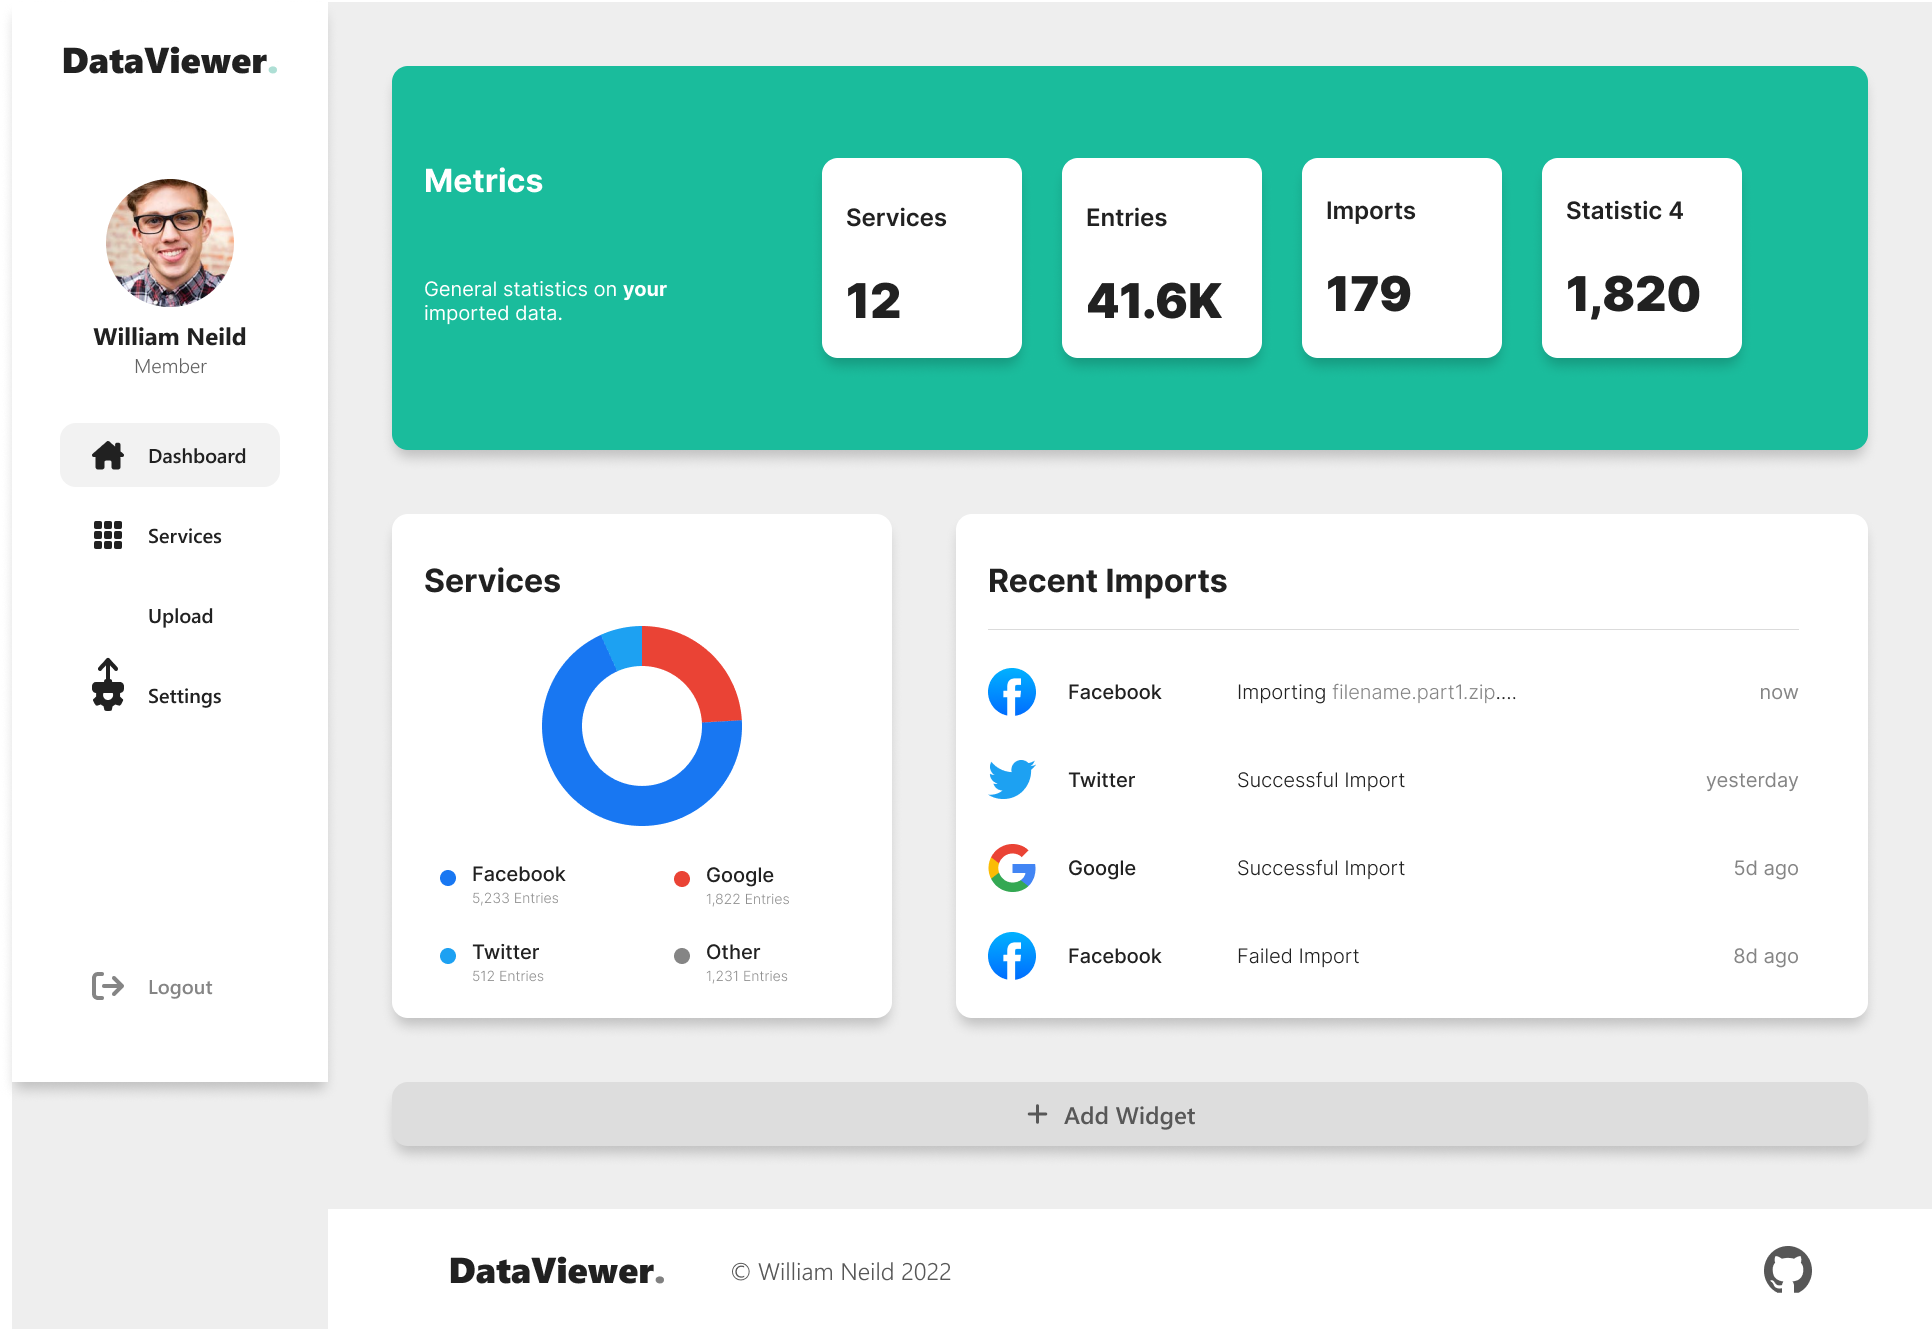 DataViewer.
William Neild
Member
Dashboard
Services
Upload
Settings
Logout
Metrics
General statistics on your
imported data.
Services
12
Entries
41.6K
Imports
179
Statistic 4
1,820
Services
Facebook
5,233 Entries
Google
1,822 Entries
Twitter
512 Entries
Other
1,231 Entries
Recent Imports
Facebook Importing filename.part1.zip.... now
Twitter Successful Import yesterday
Google Successful Import 5d ago
Facebook Failed Import 8d ago
+ Add Widget
DataViewer. © William Neild 2022